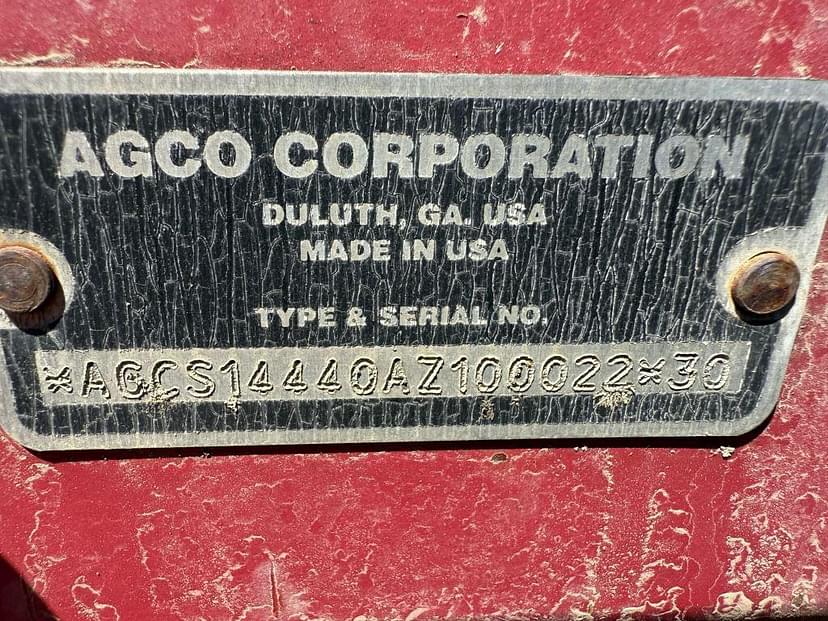 AGCO CORPORATION
DULUTH, GA. USA
MADE IN USA
TYPE & SERIAL NO.
*AGCS14440AZ100022*30